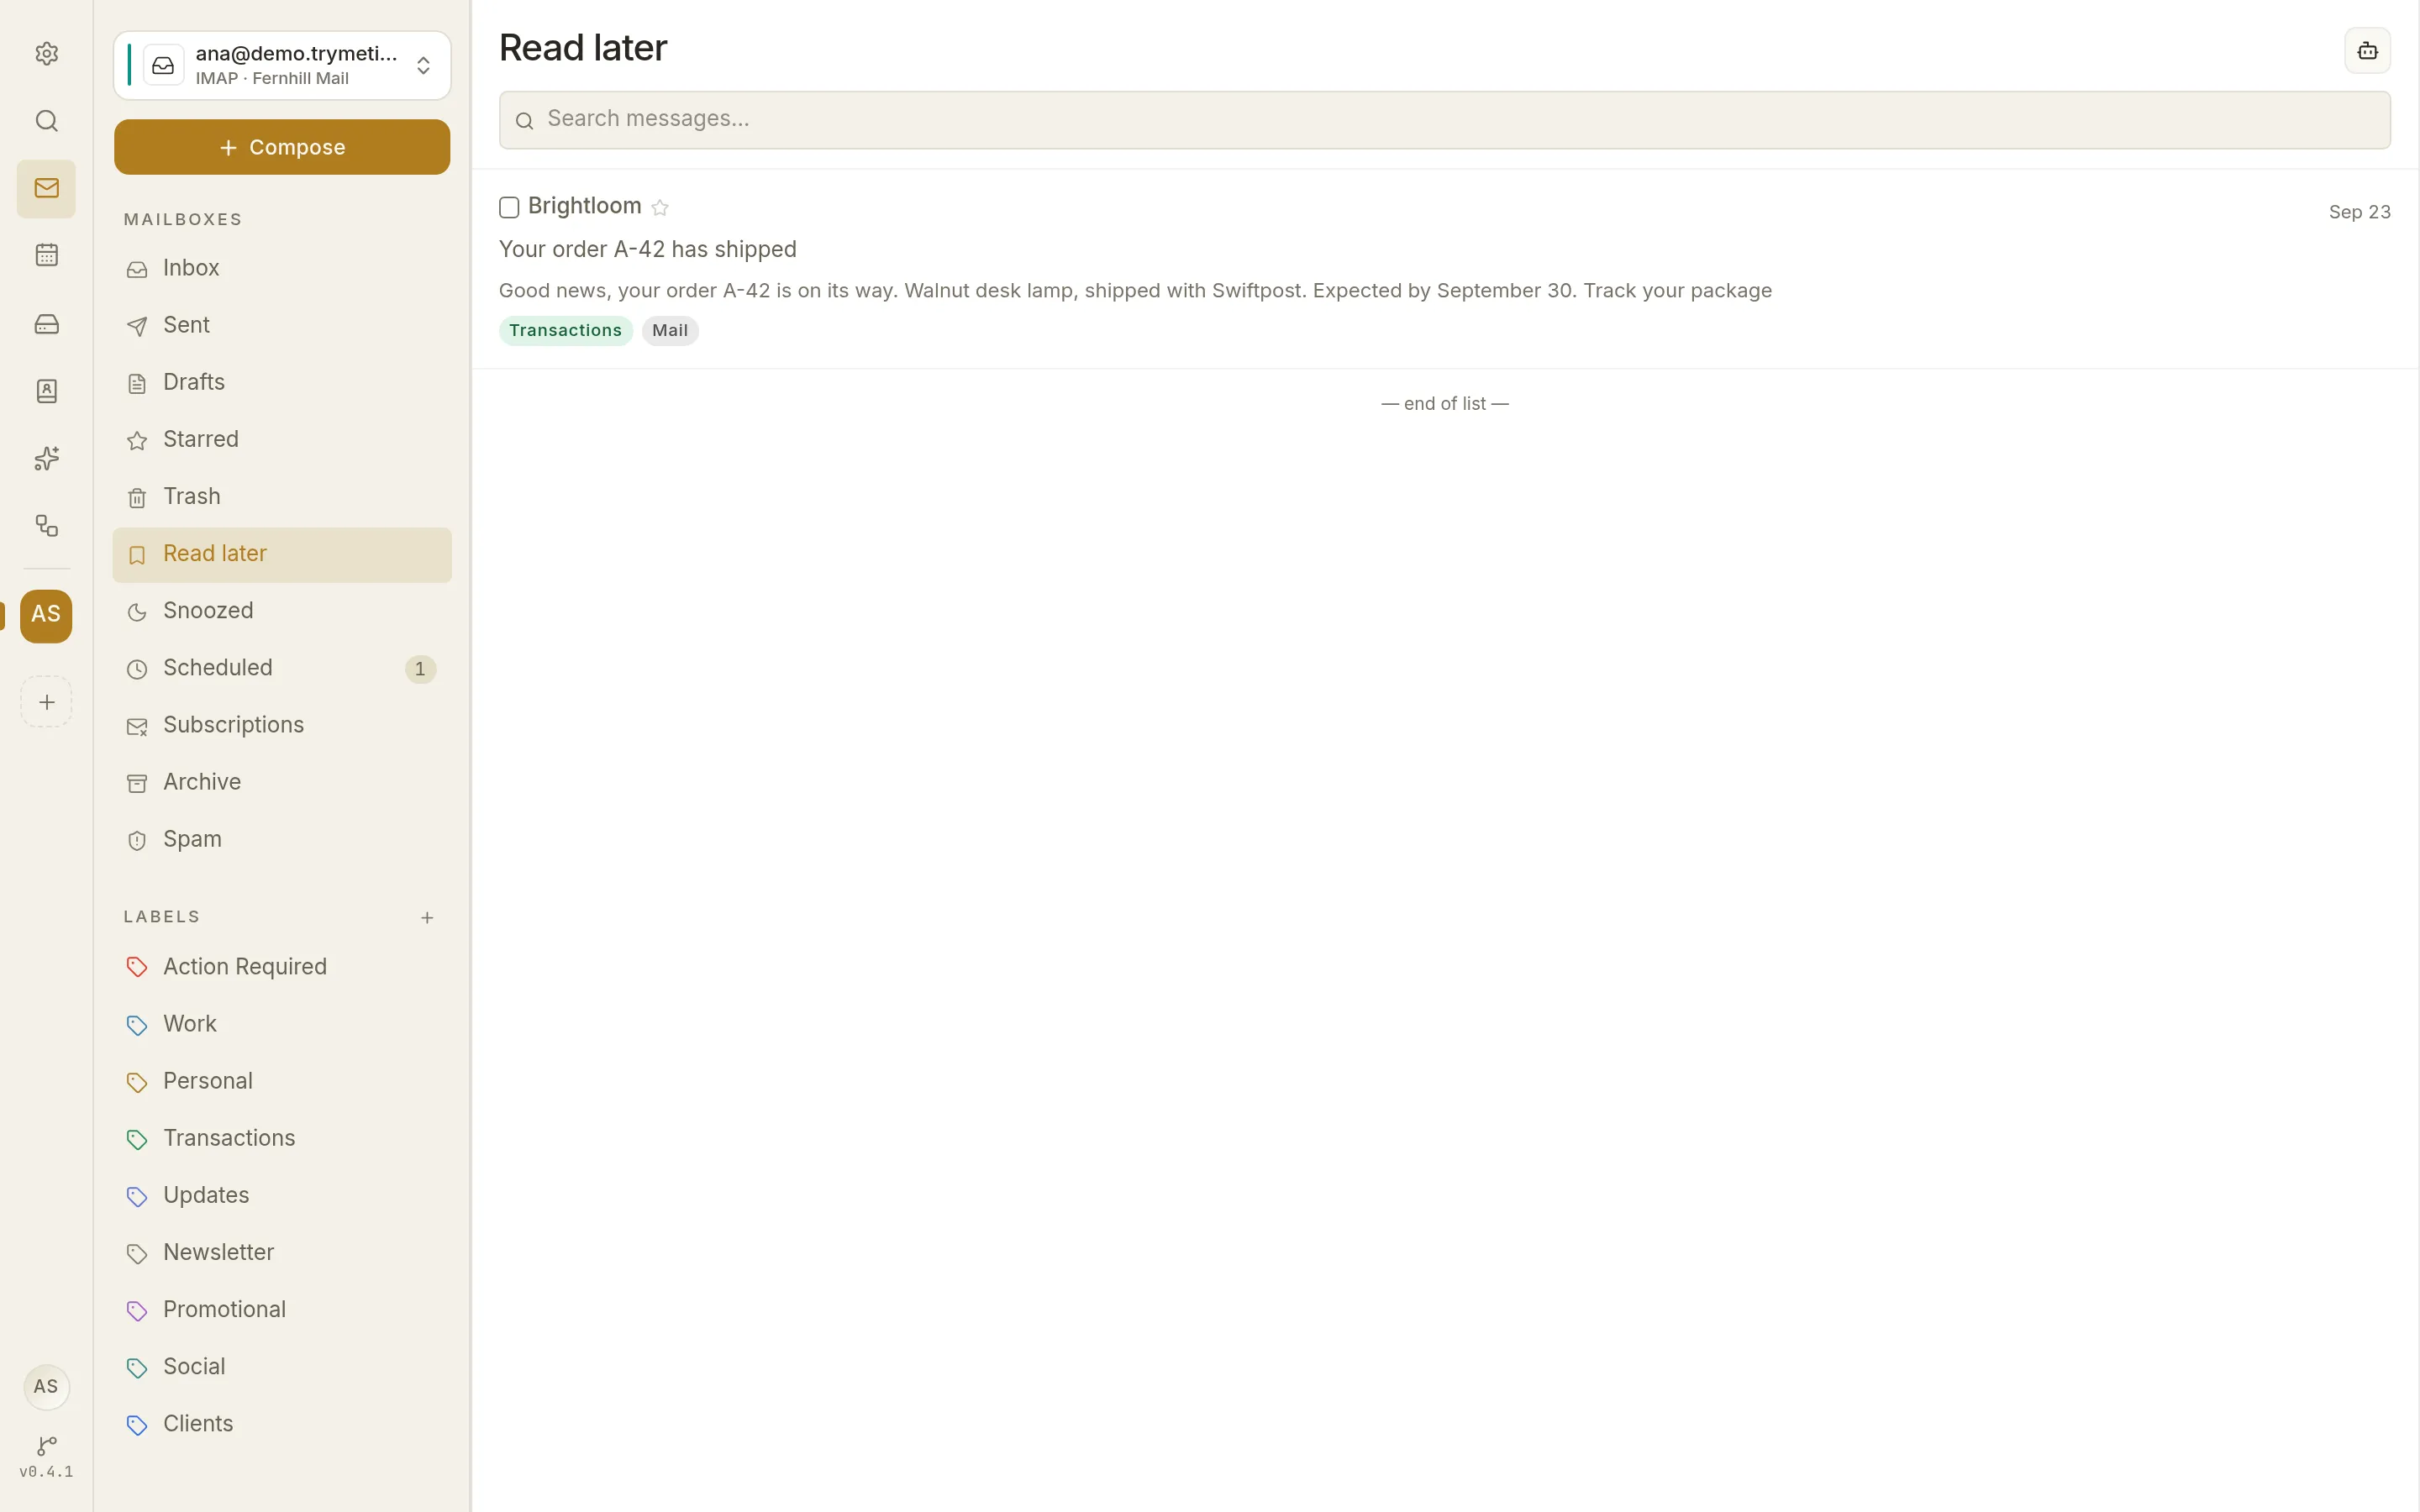 ana@demo.trymeti...
IMAP · Fernhill Mail
Compose
MAILBOXES
Inbox
Sent
Drafts
Starred
Trash
Read later
Snoozed
Scheduled 1
Subscriptions
Archive
Spam
LABELS
Action Required
Work
Personal
Transactions
Updates
Newsletter
Promotional
Social
Clients
AS
AS
v0.4.1
Read later
Search messages...
Brightloom
Sep 23
Your order A-42 has shipped
Good news, your order A-42 is on its way. Walnut desk lamp, shipped with Swiftpost. Expected by September 30. Track your package
Transactions Mail
— end of list —